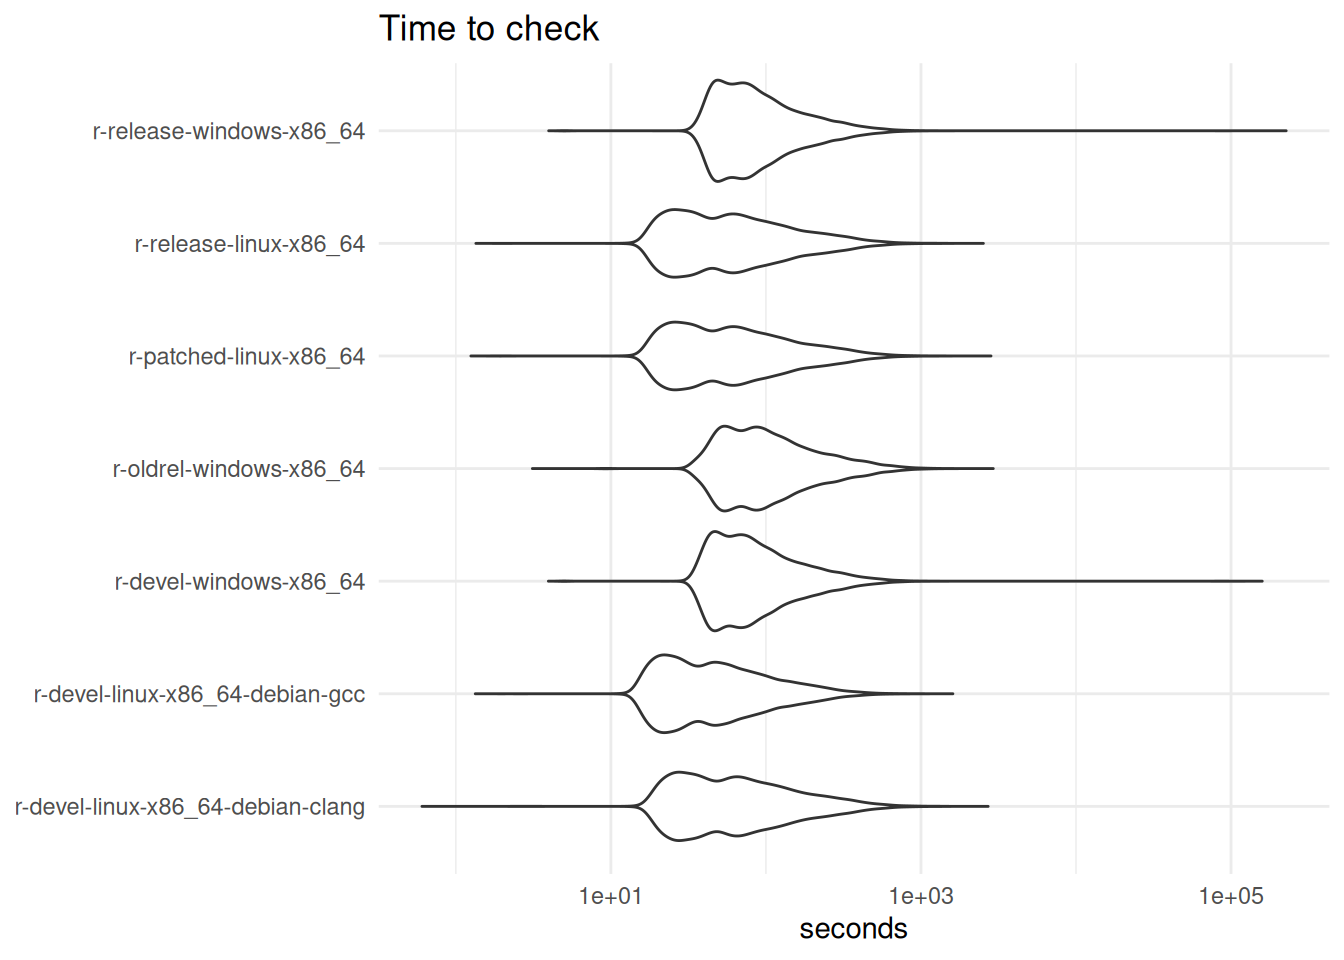 Time to check
r-release-windows-x86_64
r-release-linux-x86_64
r-patched-linux-x86_64
r-oldrel-windows-x86_64
r-devel-windows-x86_64
r-devel-linux-x86_64-debian-gcc
r-devel-linux-x86_64-debian-clang
1e+01 1e+03 1e+05
seconds